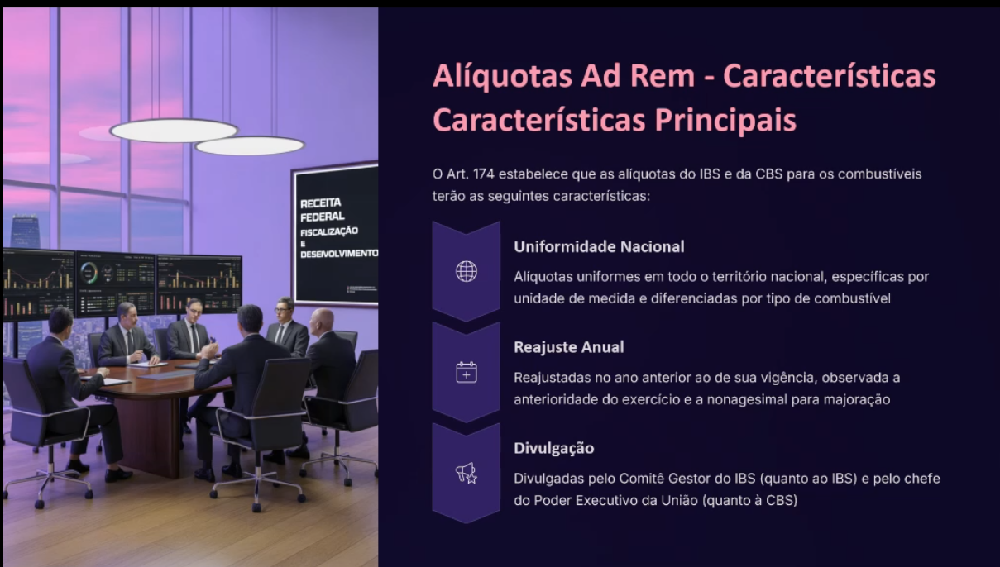 Alíquotas Ad Rem - Características
Características Principais
O Art. 174 estabelece que as alíquotas do IBS e da CBS para os combustíveis
terão as seguintes características:
Uniformidade Nacional
Alíquotas uniformes em todo o território nacional, específicas por
unidade de medida e diferenciadas por tipo de combustível
Reajuste Anual
Reajustadas no ano anterior ao de sua vigência, observada a
anterioridade do exercício e a nonagesimal para majoração
Divulgação
Divulgadas pelo Comitê Gestor do IBS (quanto ao IBS) e pelo chefe
do Poder Executivo da União (quanto à CBS)
RECEITA
FEDERAL
FISCALIZAÇÃO
E
DESEIVOLVIMENTO